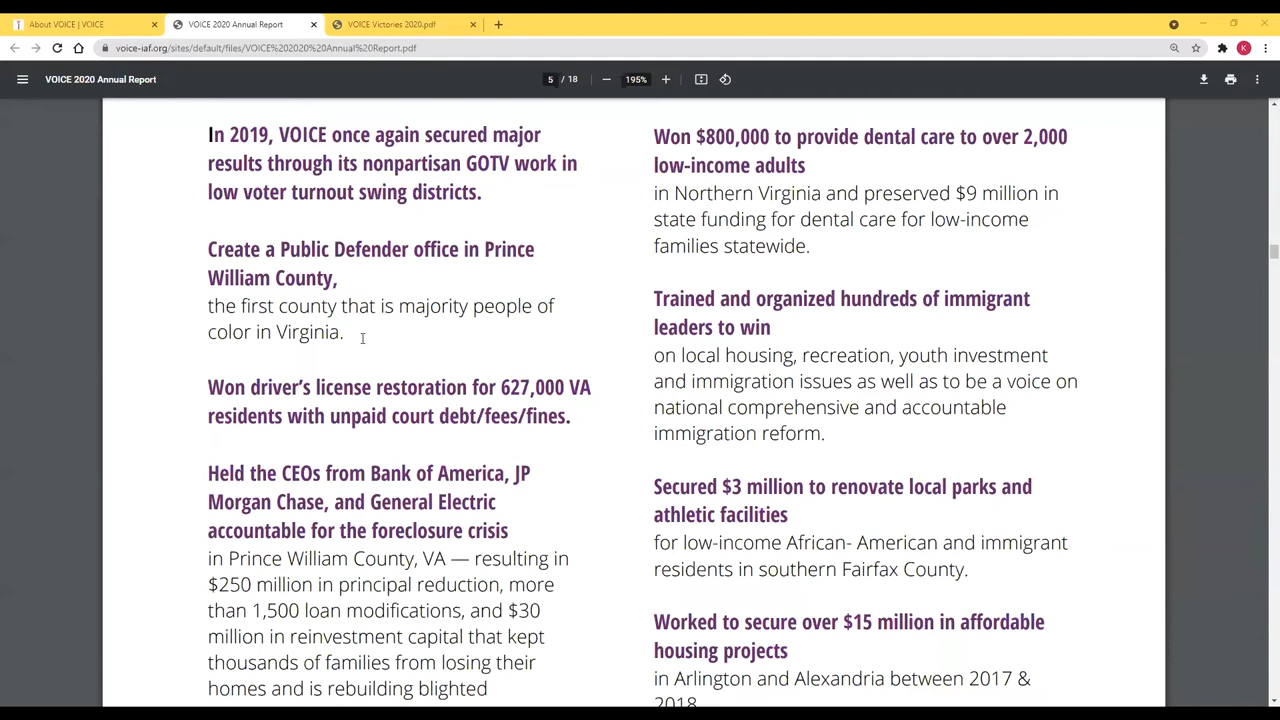 About VOICE | VOICE
VOICE 2020 Annual Report
VOICE Victories 2020.pdf
voice-iaf.org/sites/default/files/VOICE%202020%20Annual%20Report.pdf
K
VOICE 2020 Annual Report
5 / 18
195%
In 2019, VOICE once again secured major
results through its nonpartisan GOTV work in
low voter turnout swing districts.
Create a Public Defender office in Prince
William County,
the first county that is majority people of
color in Virginia.
Won driver's license restoration for 627,000 VA
residents with unpaid court debt/fees/fines.
Held the CEOs from Bank of America, JP
Morgan Chase, and General Electric
accountable for the foreclosure crisis
in Prince William County, VA — resulting in
$250 million in principal reduction, more
than 1,500 loan modifications, and $30
million in reinvestment capital that kept
thousands of families from losing their
homes and is rebuilding blighted
Won $800,000 to provide dental care to over 2,000
low-income adults
in Northern Virginia and preserved $9 million in
state funding for dental care for low-income
families statewide.
Trained and organized hundreds of immigrant
leaders to win
on local housing, recreation, youth investment
and immigration issues as well as to be a voice on
national comprehensive and accountable
immigration reform.
Secured $3 million to renovate local parks and
athletic facilities
for low-income African- American and immigrant
residents in southern Fairfax County.
Worked to secure over $15 million in affordable
housing projects
in Arlington and Alexandria between 2017 &
2018